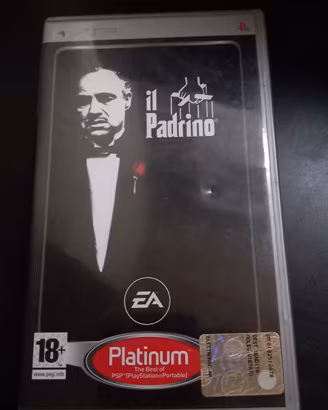 il
Padrino
EA
18+
www.pegi.info
Platinum
The Best of
PSP™(PlayStation®Portable)